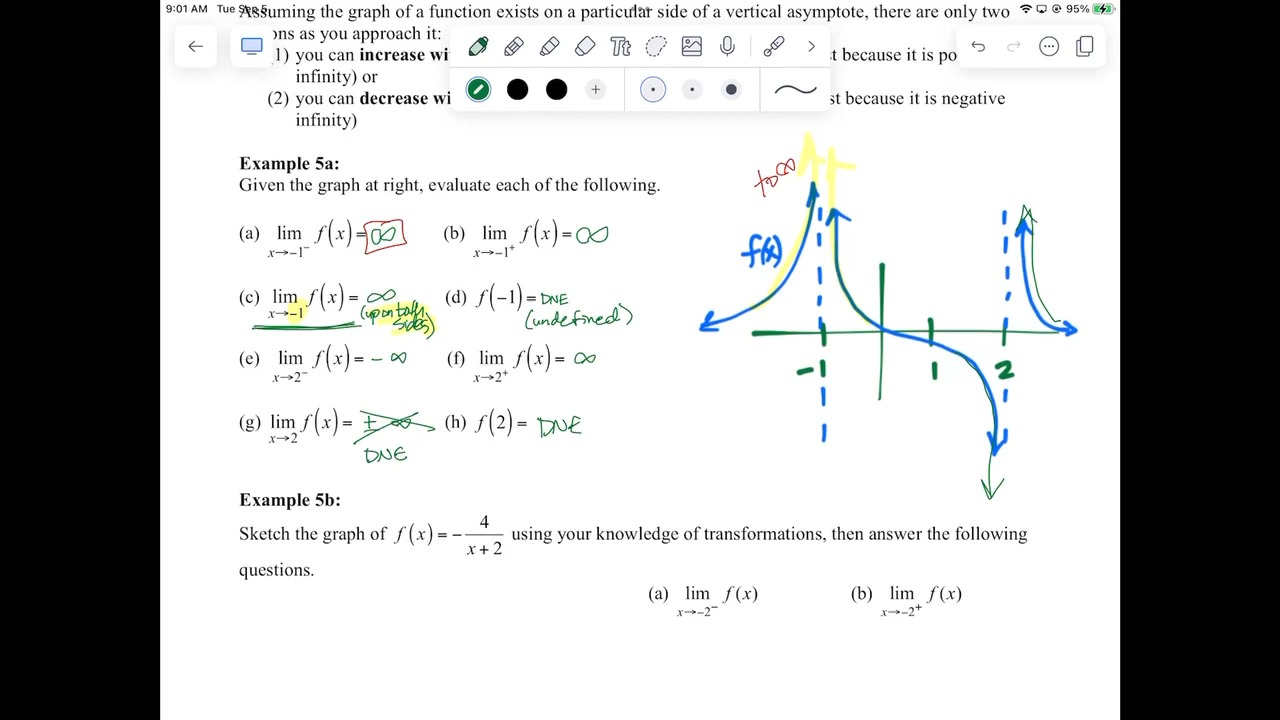 9:01 AM Tue Sep 5 95%
Assuming the graph of a function exists on a particular side of a vertical asymptote, there are only two
ons as you approach it:
1) you can increase wi st because it is po
infinity) or
(2) you can decrease wi st because it is negative
infinity)
Example 5a:
Given the graph at right, evaluate each of the following.
(a) lim x→-1⁻ f(x) = ∞ (b) lim x→-1⁺ f(x) = ∞
(c) lim x→-1 f(x) = ∞ (up on both sides) (d) f(-1) = DNE (undefined)
(e) lim x→2⁻ f(x) = -∞ (f) lim x→2⁺ f(x) = ∞
(g) lim x→2 f(x) = ± ∞ DNE (h) f(2) = DNE
to ∞
f(x)
-1 1 2
Example 5b:
Sketch the graph of f(x) = - 4/(x+2) using your knowledge of transformations, then answer the following
questions.
(a) lim x→-2⁻ f(x) (b) lim x→-2⁺ f(x)
Tt